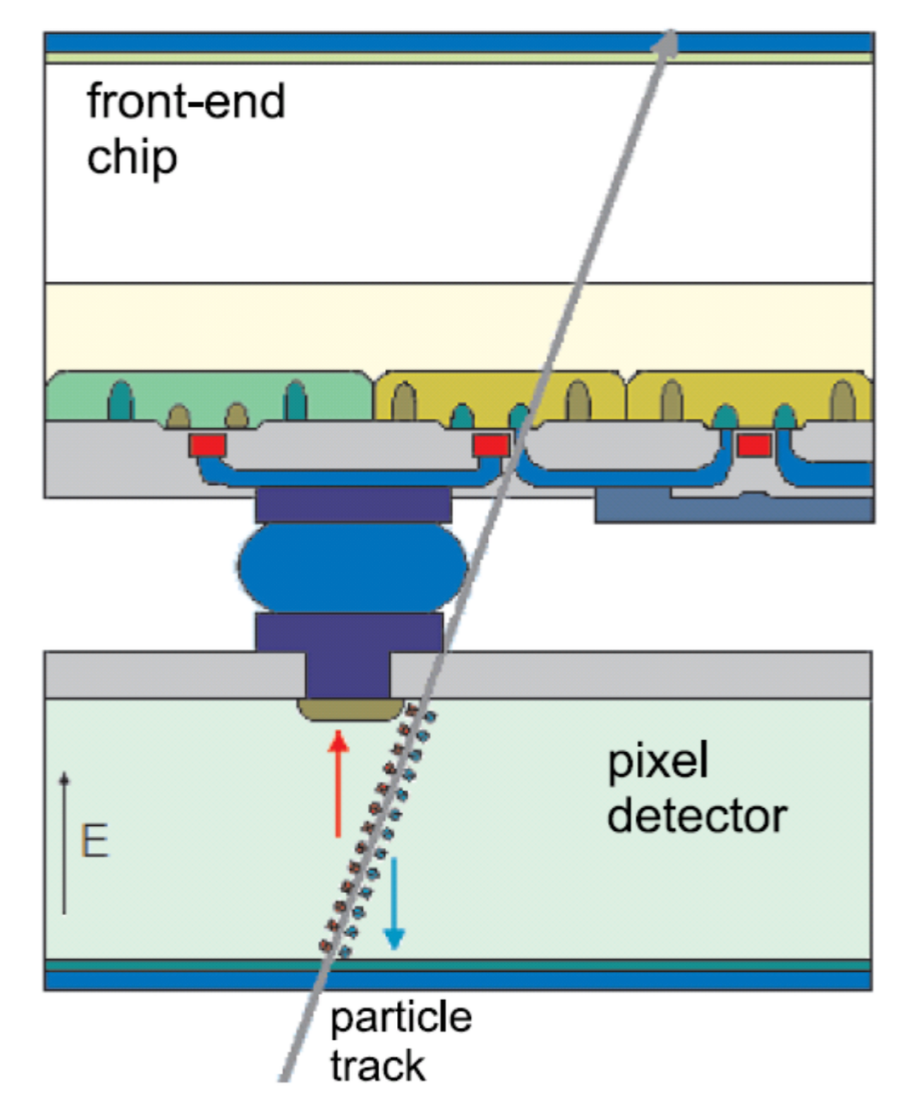 front-end
chip
pixel
detector
E
particle
track